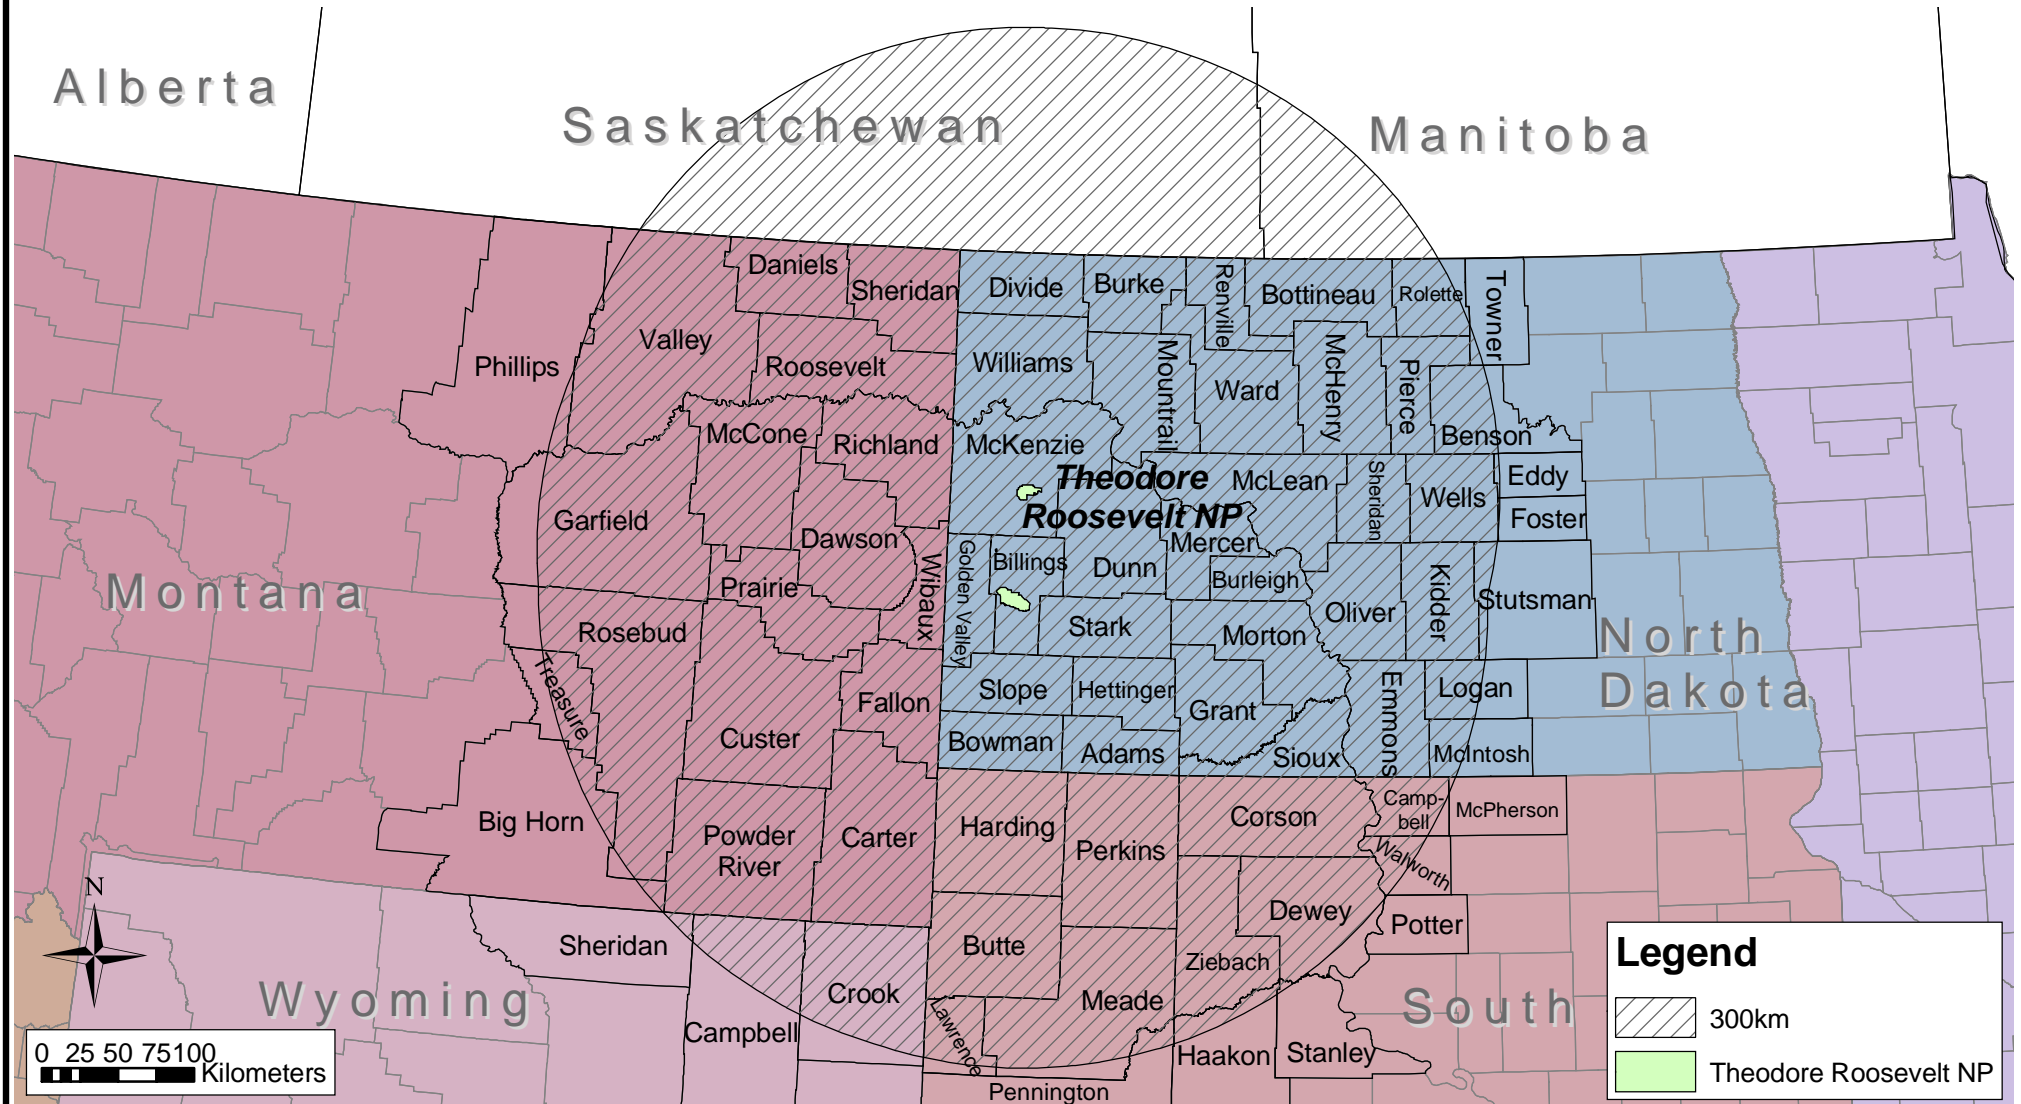 Alberta
Saskatchewan
Manitoba
Daniels
Sheridan
Divide
Burke
Renville
Bottineau
Rolette
Towner
Valley
Phillips
Roosevelt
Williams
Mountrail
Ward
McHenry
Pierce
Benson
McCone
Richland
McKenzie
Theodore
Roosevelt NP
McLean
Sheridan
Wells
Eddy
Foster
Garfield
Dawson
Wibaux
Golden Valley
Billings
Dunn
Mercer
Burleigh
Oliver
Kidder
Stutsman
Montana
Prairie
Rosebud
Stark
Morton
North
Dakota
Treasure
Fallon
Slope
Hettinger
Grant
Emmons
Logan
Custer
Bowman
Adams
Sioux
McIntosh
Big Horn
Powder
River
Carter
Harding
Perkins
Corson
Camp-
bell
McPherson
Walworth
N
Sheridan
Butte
Dewey
Potter
Ziebach
Wyoming
Crook
Campbell
Lawrence
Meade
Haakon
Stanley
South
Pennington
0 25 50 75 100
Kilometers
Legend
300km
Theodore Roosevelt NP